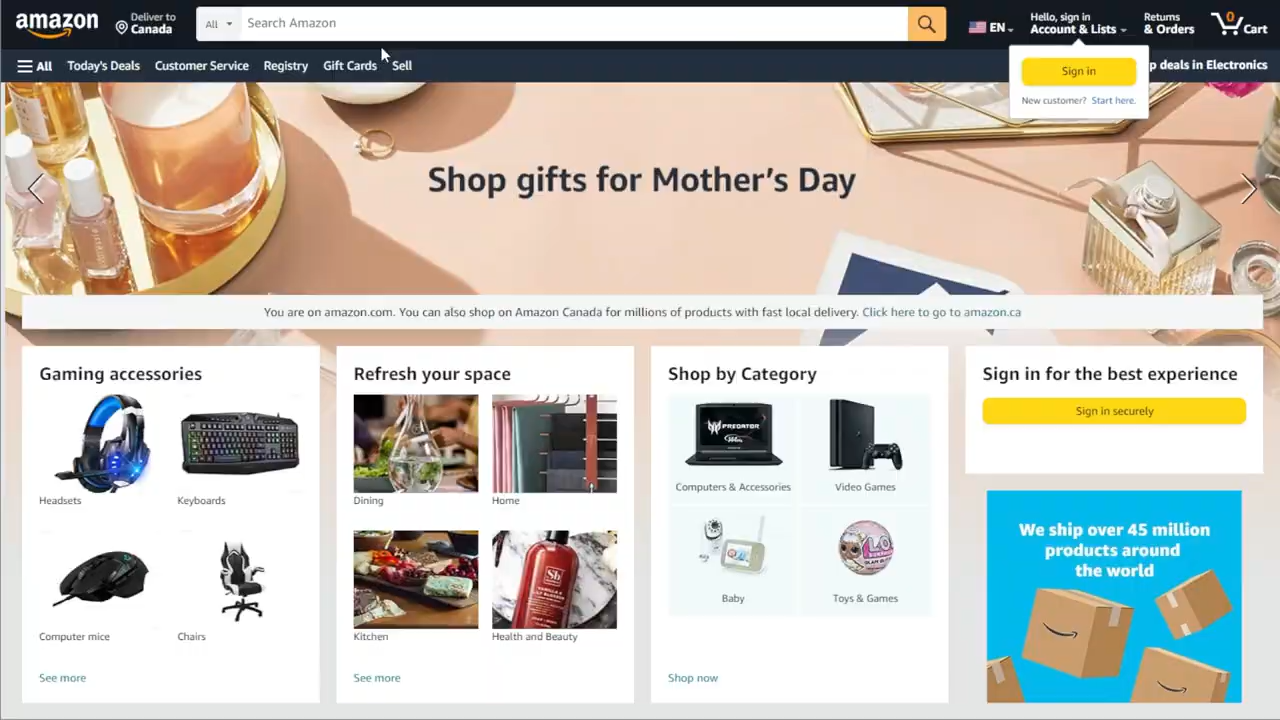 amazon
Deliver to
Canada
All
Search Amazon
EN
Hello, sign in
Account & Lists
Returns
& Orders
0
Cart
All
Today's Deals
Customer Service
Registry
Gift Cards
Sell
p deals in Electronics
Sign in
New customer? Start here.
Shop gifts for Mother's Day
You are on amazon.com. You can also shop on Amazon Canada for millions of products with fast local delivery. Click here to go to amazon.ca
Gaming accessories
Headsets
Keyboards
Computer mice
Chairs
See more
Refresh your space
Dining
Home
Kitchen
Health and Beauty
See more
Shop by Category
PREDATOR
Computers & Accessories
Video Games
Baby
Toys & Games
Shop now
Sign in for the best experience
Sign in securely
We ship over 45 million
products around
the world